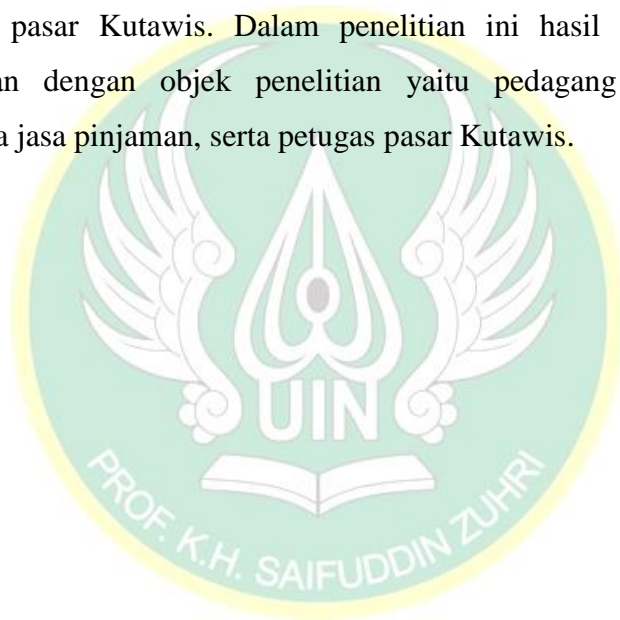 pasar Kutawis. Dalam penelitian ini hasil
an dengan objek penelitian yaitu pedagang
a jasa pinjaman, serta petugas pasar Kutawis.
UIN
PROF. K.H. SAIFUDDIN ZUHRI